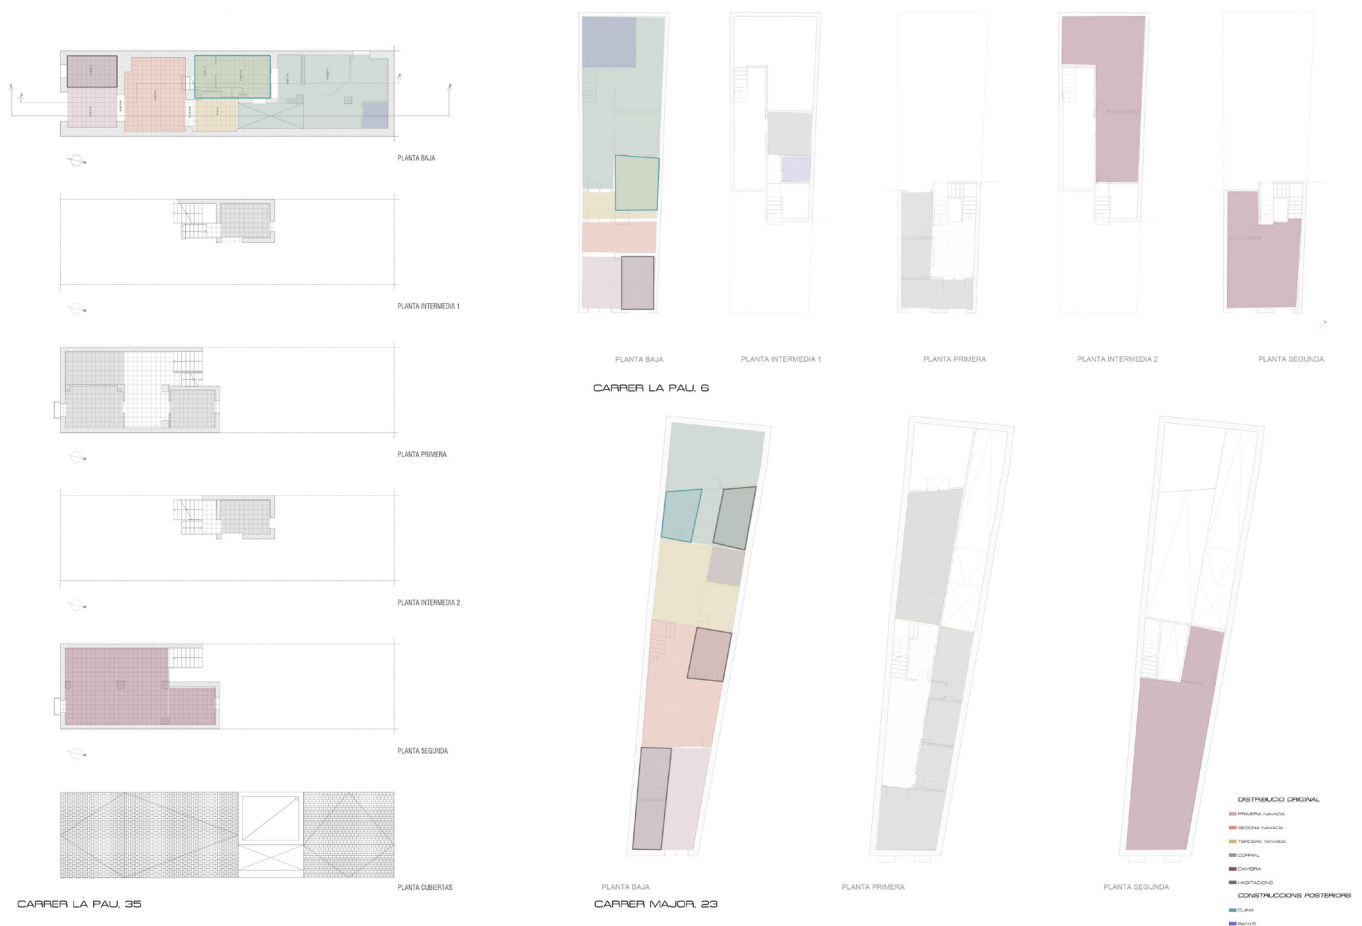 PLANTA BAJA
PLANTA INTERMEDIA 1
PLANTA PRIMERA
PLANTA INTERMEDIA 2
PLANTA SEGUNDA
PLANTA CUBIERTAS
CARRER LA PAU, 35
PLANTA BAJA
PLANTA INTERMEDIA 1
PLANTA PRIMERA
PLANTA INTERMEDIA 2
PLANTA SEGUNDA
CARRER LA PAU, 6
PLANTA BAJA
PLANTA PRIMERA
PLANTA SEGUNDA
CARRER MAJOR, 23
DISTRIBUCIO ORIGINAL
PRIMERA NAVADA
SEGONA NAVADA
TERCERA NAVADA
CORRAL
CAMBRA
HABITACIONS
CONSTRUCCIONS POSTERIORS
CUINA
BANYS